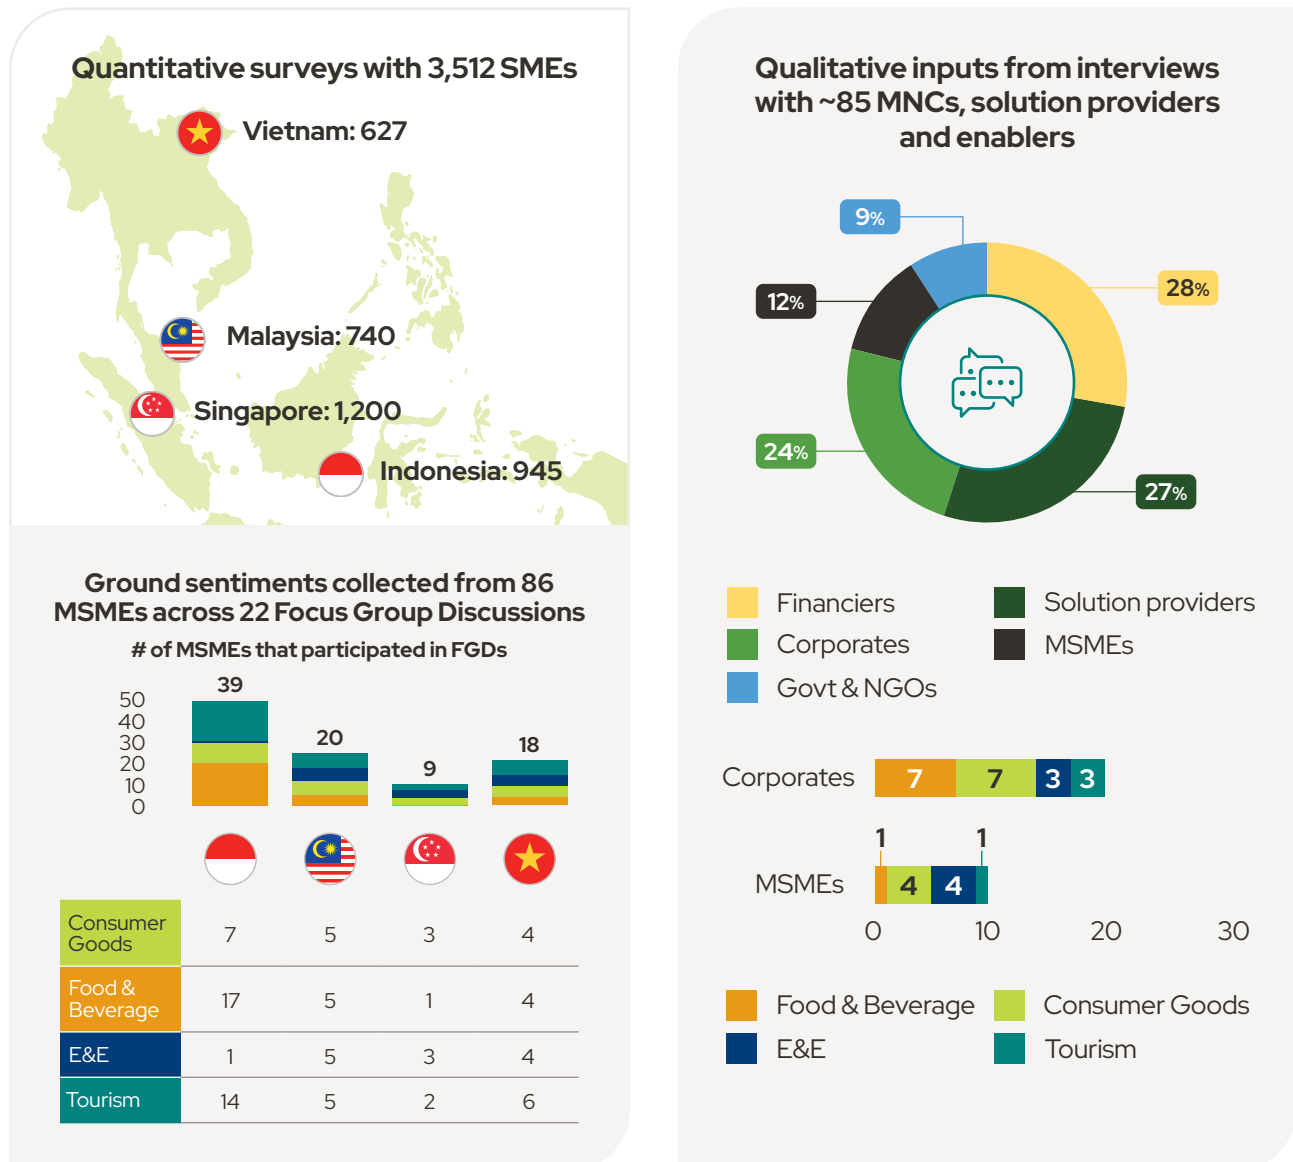 Quantitative surveys with 3,512 SMEs
Vietnam: 627
Malaysia: 740
Singapore: 1,200
Indonesia: 945
Ground sentiments collected from 86
MSMEs across 22 Focus Group Discussions
# of MSMEs that participated in FGDs
50
40
30
20
10
0
39
20
9
18
Consumer
Goods
7
5
3
4
Food &
Beverage
17
5
1
4
E&E
1
5
3
4
Tourism
14
5
2
6
Qualitative inputs from interviews
with ~85 MNCs, solution providers
and enablers
9%
12%
28%
24%
27%
Financiers
Solution providers
Corporates
MSMEs
Govt & NGOs
Corporates
7
7
3
3
1
1
MSMEs
4
4
0
10
20
30
Food & Beverage
Consumer Goods
E&E
Tourism